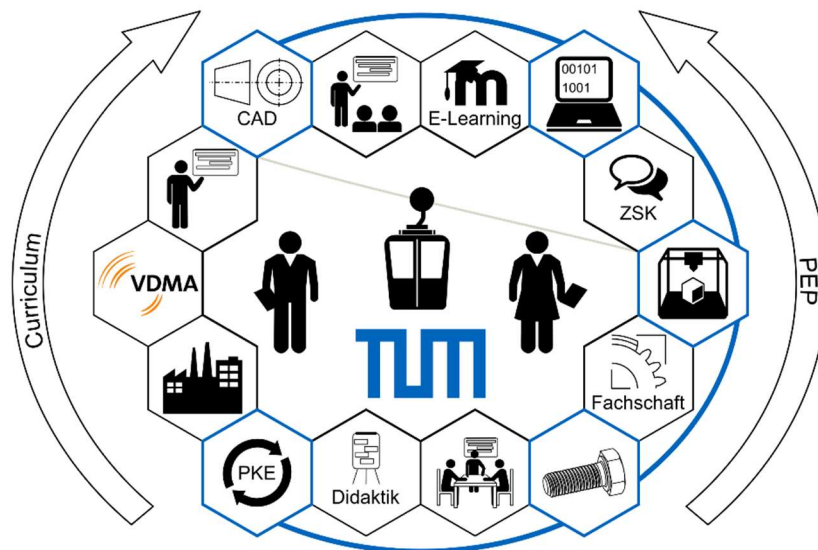 CAD
E-Learning
00101
1001
ZSK
VDMA
Curriculum
PEP
TUM
Fachschaft
PKE
Didaktik